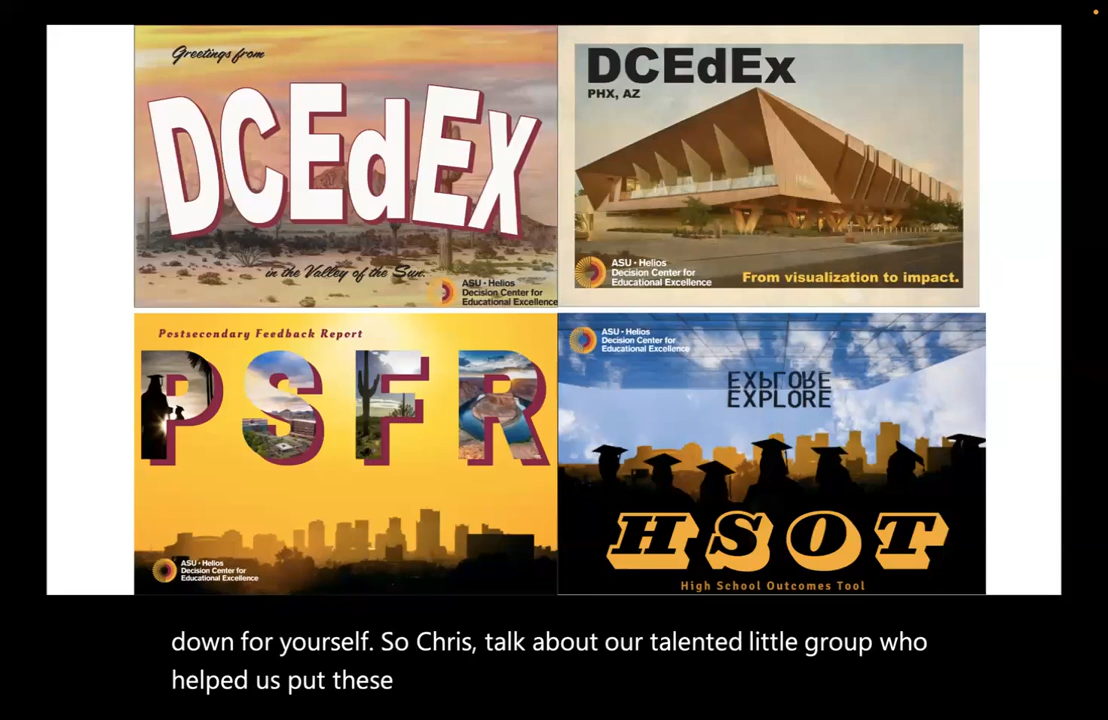 Greetings from
DCEdEx
in the Valley of the Sun.
ASU • Helios
Decision Center for
Educational Excellence
DCEdEx
PHX, AZ
ASU • Helios
Decision Center for
Educational Excellence
From visualization to impact.
Postsecondary Feedback Report
PSFR
ASU • Helios
Decision Center for
Educational Excellence
ASU • Helios
Decision Center for
Educational Excellence
EXPLORE
EXPLORE
HSOT
High School Outcomes Tool
down for yourself. So Chris, talk about our talented little group who
helped us put these